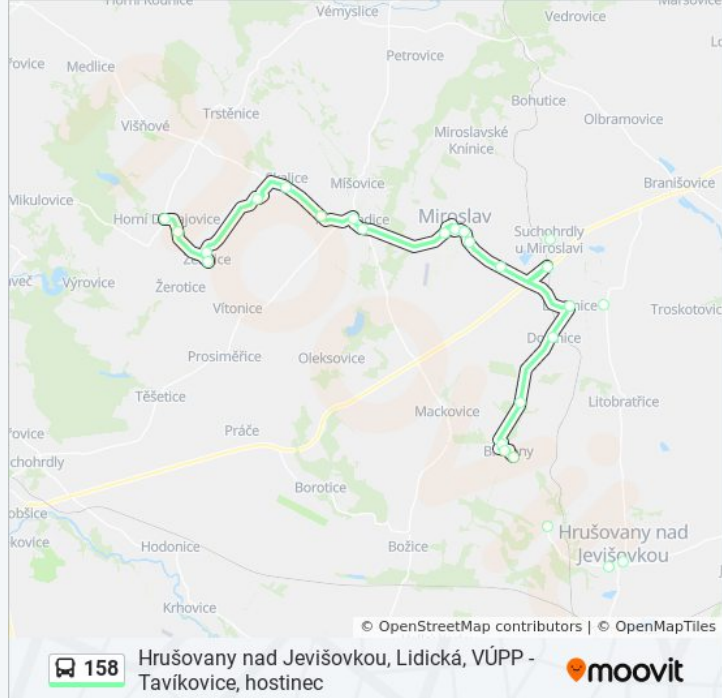 Horní Kounice
Vémyslice
Vedrovice
Maršovice
Petrovice
Medlice
Trstěnice
Bohutice
Olbramovice
Višňové
Miroslavské
Knínice
Skalice
Míšovice
Branišovice
Mikulovice
Miroslav
Suchohrdly
u Miroslavi
Výrovice
Žerotice
Vítonice
Troskotovice
Prosiměřice
Oleksovice
Litobratřice
Těšetice
Mackovice
Práče
Borotice
Hrušovany nad
Jevišovkou
Hodonice
Božice
Krhovice
© OpenStreetMap contributors | © OpenMapTiles
158
Hrušovany nad Jevišovkou, Lidická, VÚPP -
Tavíkovice, hostinec
moovit